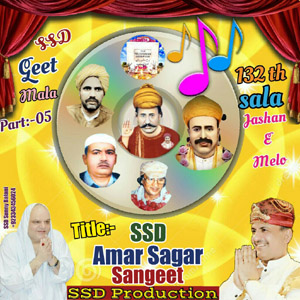 SSD
Geet
Mala
Part:-05
132 th
sala
Jashan
E
Melo
Title:-
SSD
Amar Sagar
Sangeet
SSD Production